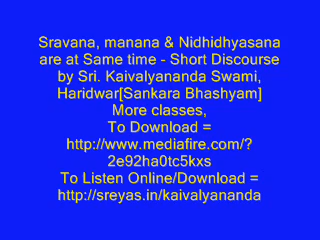 Sravana, manana & Nidhidhyasana
are at Same time - Short Discourse
by Sri. Kaivalyananda Swami,
Haridwar[Sankara Bhashyam]
More classes,
To Download =
http://www.mediafire.com/?
2e92ha0tc5kxs
To Listen Online/Download =
http://sreyas.in/kaivalyananda